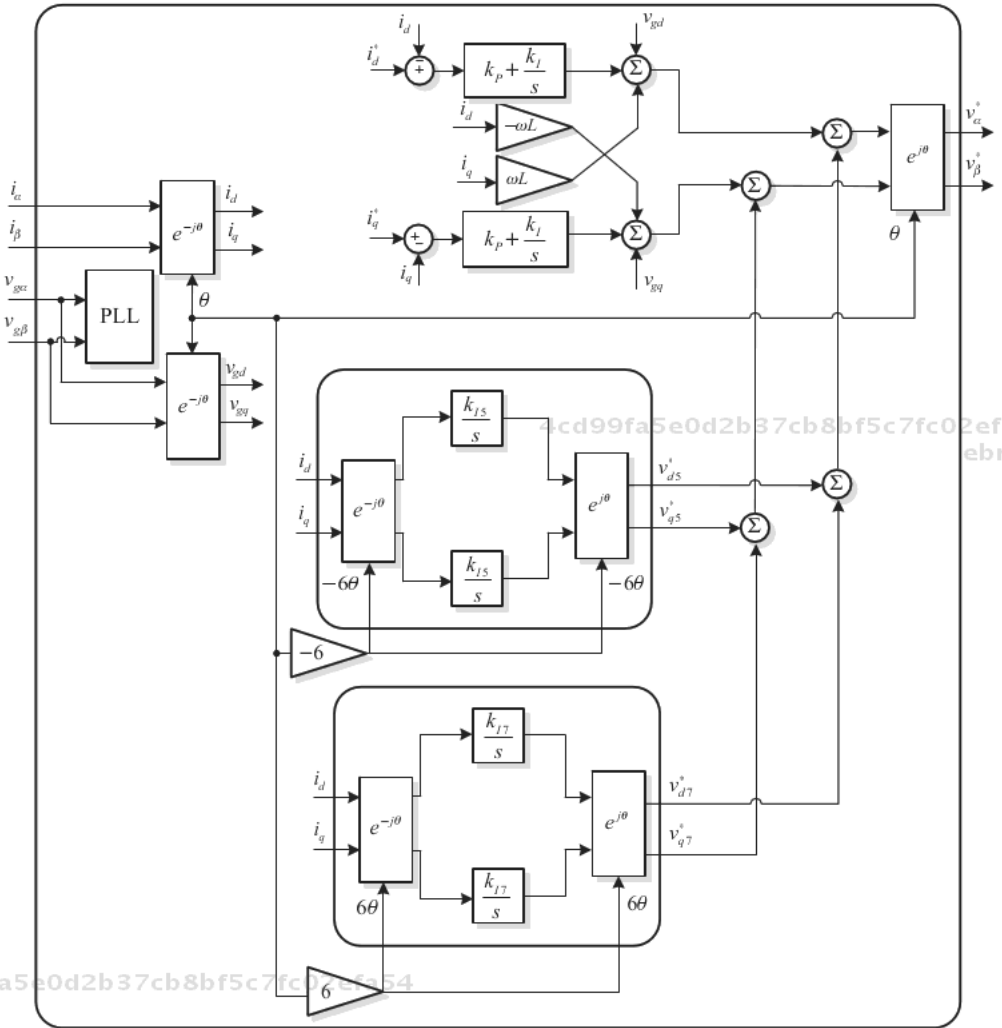 i_d
v_gd
i_d^*
∓
k_P + k_I/s
Σ
i_d
−ωL
i_q
ωL
i_q^*
+−
k_P + k_I/s
Σ
i_q
v_gq
Σ
Σ
e^{jθ}
v_α^*
v_β^*
θ
i_α
i_β
e^{−jθ}
i_d
i_q
θ
v_gα
v_gβ
PLL
e^{−jθ}
v_gd
v_gq
4cd99fa5e0d2b37cb8bf5c7fc02ef
ebr
i_d
i_q
e^{−jθ}
k_I5/s
k_I5/s
e^{jθ}
v_d5^*
v_q5^*
Σ
Σ
−6θ
−6θ
−6
i_d
i_q
e^{−jθ}
k_I7/s
k_I7/s
e^{jθ}
v_d7^*
v_q7^*
6θ
6θ
6
a5e0d2b37cb8bf5c7fc02efa54